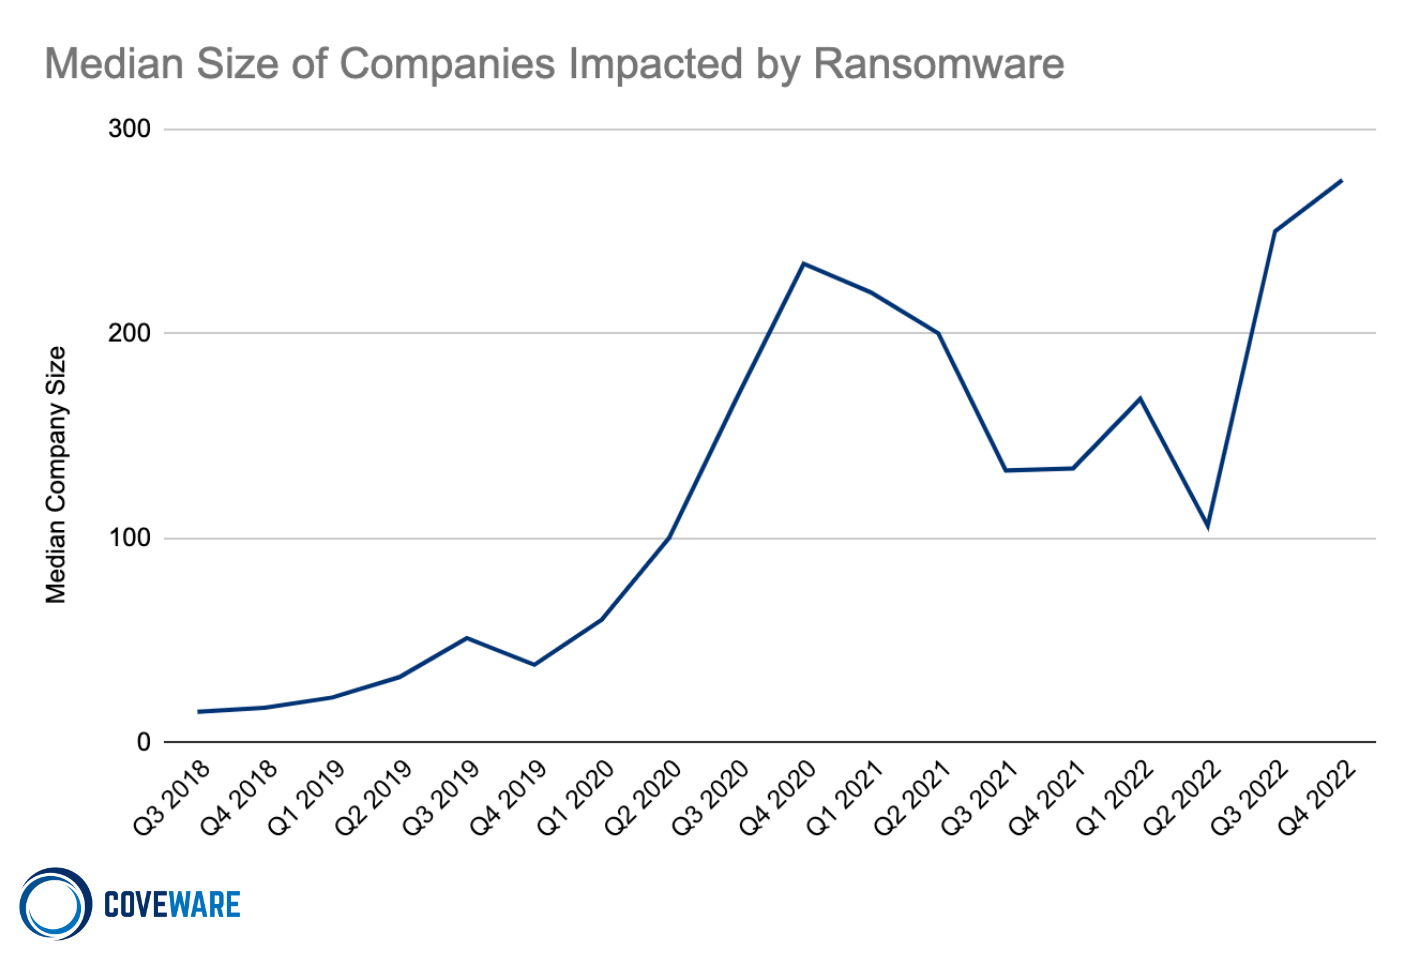 Median Size of Companies Impacted by Ransomware
300
200
100
0
Median Company Size
Q3 2018
Q4 2018
Q1 2019
Q2 2019
Q3 2019
Q4 2019
Q1 2020
Q2 2020
Q3 2020
Q4 2020
Q1 2021
Q2 2021
Q3 2021
Q4 2021
Q1 2022
Q2 2022
Q3 2022
Q4 2022
COVEWARE